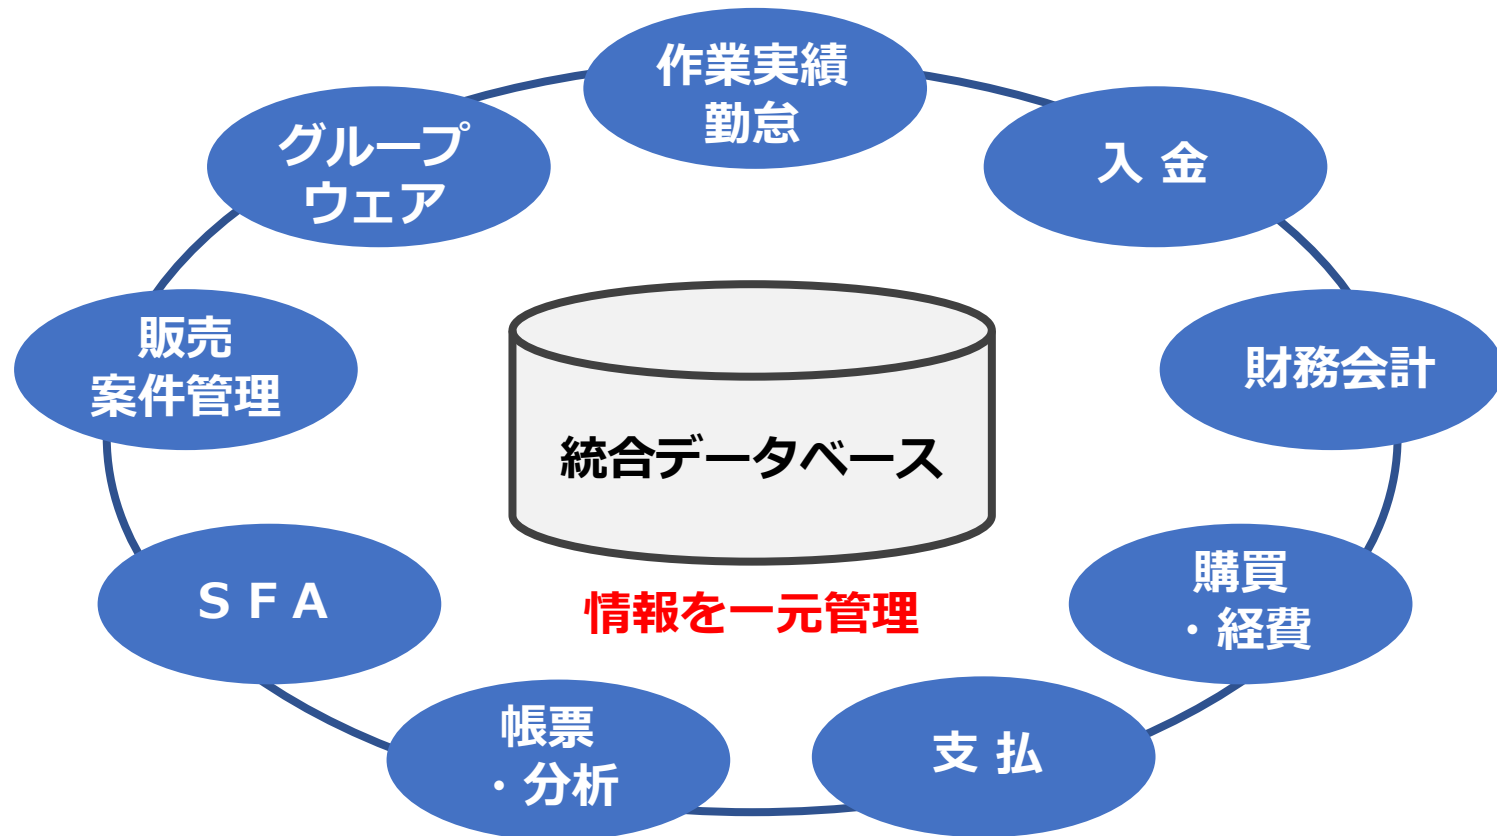 作業実績
勤怠
グループ
ウェア
入 金
販売
案件管理
財務会計
統合データベース
ＳＦＡ
情報を一元管理
購買
・経費
帳票
・分析
支 払